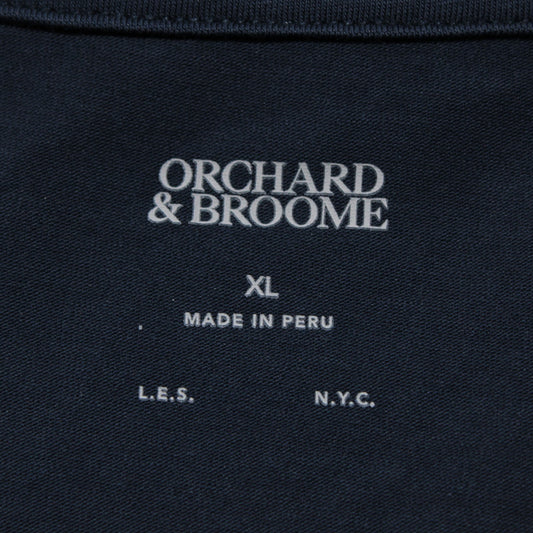 ORCHARD
& BROOME
XL
MADE IN PERU
L.E.S. N.Y.C.